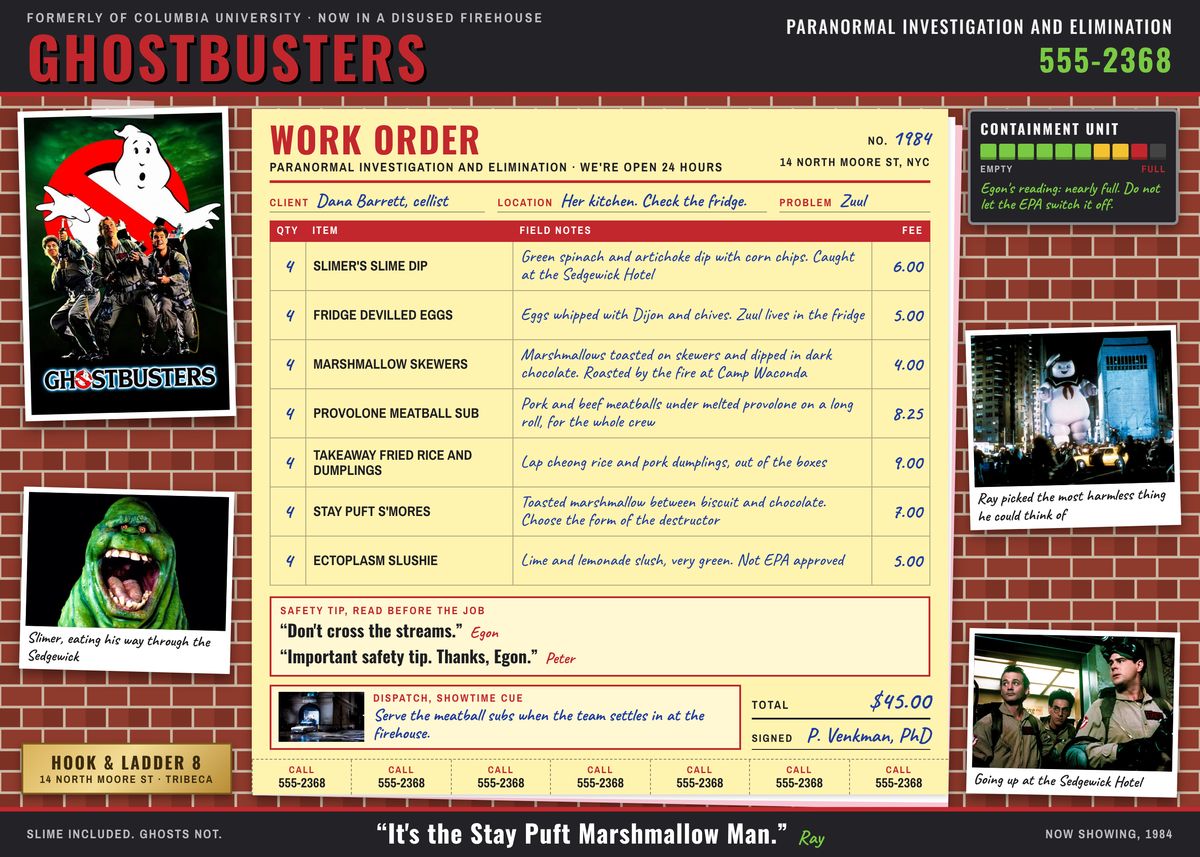 FORMERLY OF COLUMBIA UNIVERSITY · NOW IN A DISUSED FIREHOUSE
GHOSTBUSTERS
PARANORMAL INVESTIGATION AND ELIMINATION
555-2368
GHOSTBUSTERS
Slimer, eating his way through the
Sedgewick
HOOK & LADDER 8
14 NORTH MOORE ST · TRIBECA
WORK ORDER
PARANORMAL INVESTIGATION AND ELIMINATION · WE'RE OPEN 24 HOURS
NO. 1984
14 NORTH MOORE ST, NYC
CLIENT Dana Barrett, cellist LOCATION Her kitchen. Check the fridge. PROBLEM Zuul
QTY ITEM FIELD NOTES FEE
4 SLIMER'S SLIME DIP Green spinach and artichoke dip with corn chips. Caught
at the Sedgewick Hotel 6.00
4 FRIDGE DEVILLED EGGS Eggs whipped with Dijon and chives. Zuul lives in the fridge 5.00
4 MARSHMALLOW SKEWERS Marshmallows toasted on skewers and dipped in dark
chocolate. Roasted by the fire at Camp Waconda 4.00
4 PROVOLONE MEATBALL SUB Pork and beef meatballs under melted provolone on a long
roll, for the whole crew 8.25
4 TAKEAWAY FRIED RICE AND
DUMPLINGS Lap cheong rice and pork dumplings, out of the boxes 9.00
4 STAY PUFT S'MORES Toasted marshmallow between biscuit and chocolate.
Choose the form of the destructor 7.00
4 ECTOPLASM SLUSHIE Lime and lemonade slush, very green. Not EPA approved 5.00
SAFETY TIP, READ BEFORE THE JOB
“Don't cross the streams.” Egon
“Important safety tip. Thanks, Egon.” Peter
DISPATCH, SHOWTIME CUE
Serve the meatball subs when the team settles in at the
firehouse.
TOTAL $45.00
SIGNED P. Venkman, PhD
CALL CALL CALL CALL CALL CALL CALL
555-2368 555-2368 555-2368 555-2368 555-2368 555-2368 555-2368
CONTAINMENT UNIT
EMPTY FULL
Egon's reading: nearly full. Do not
let the EPA switch it off.
Ray picked the most harmless thing
he could think of
Going up at the Sedgewick Hotel
SLIME INCLUDED. GHOSTS NOT.
“It's the Stay Puft Marshmallow Man.” Ray
NOW SHOWING, 1984